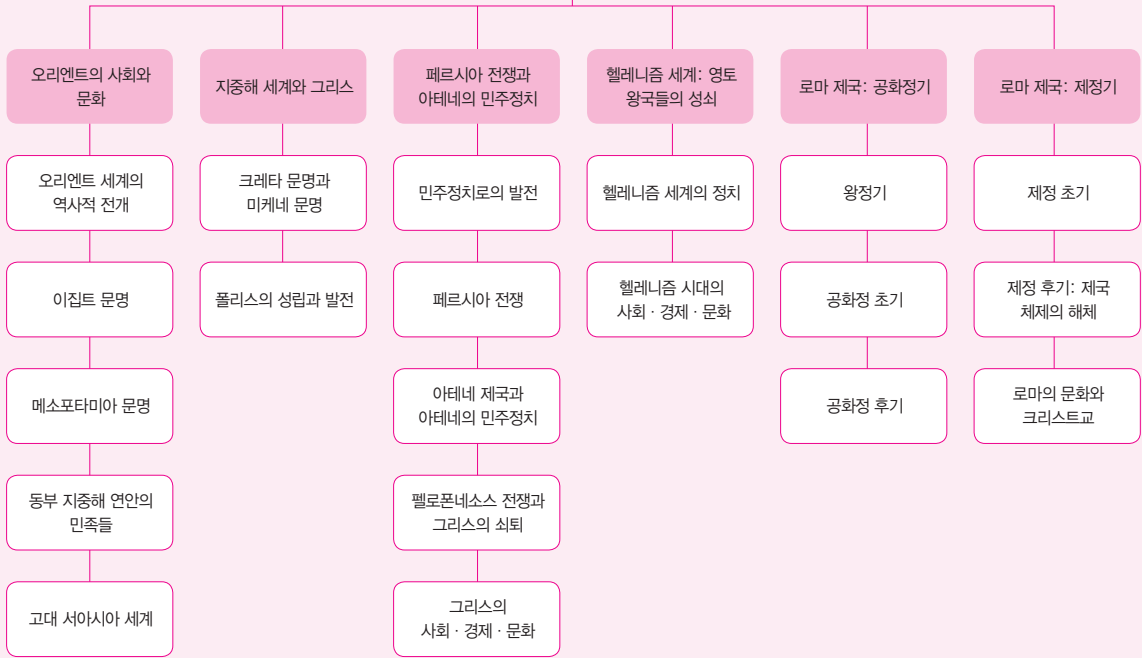 오리엔트의 사회와
문화
지중해 세계와 그리스
페르시아 전쟁과
아테네의 민주정치
헬레니즘 세계: 영토
왕국들의 성쇠
로마 제국: 공화정기
로마 제국: 제정기
오리엔트 세계의
역사적 전개
크레타 문명과
미케네 문명
민주정치로의 발전
헬레니즘 세계의 정치
왕정기
제정 초기
이집트 문명
폴리스의 성립과 발전
페르시아 전쟁
헬레니즘 시대의
사회 · 경제 · 문화
공화정 초기
제정 후기: 제국
체제의 해체
메소포타미아 문명
아테네 제국과
아테네의 민주정치
공화정 후기
로마의 문화와
크리스트교
동부 지중해 연안의
민족들
펠로폰네소스 전쟁과
그리스의 쇠퇴
고대 서아시아 세계
그리스의
사회 · 경제 · 문화